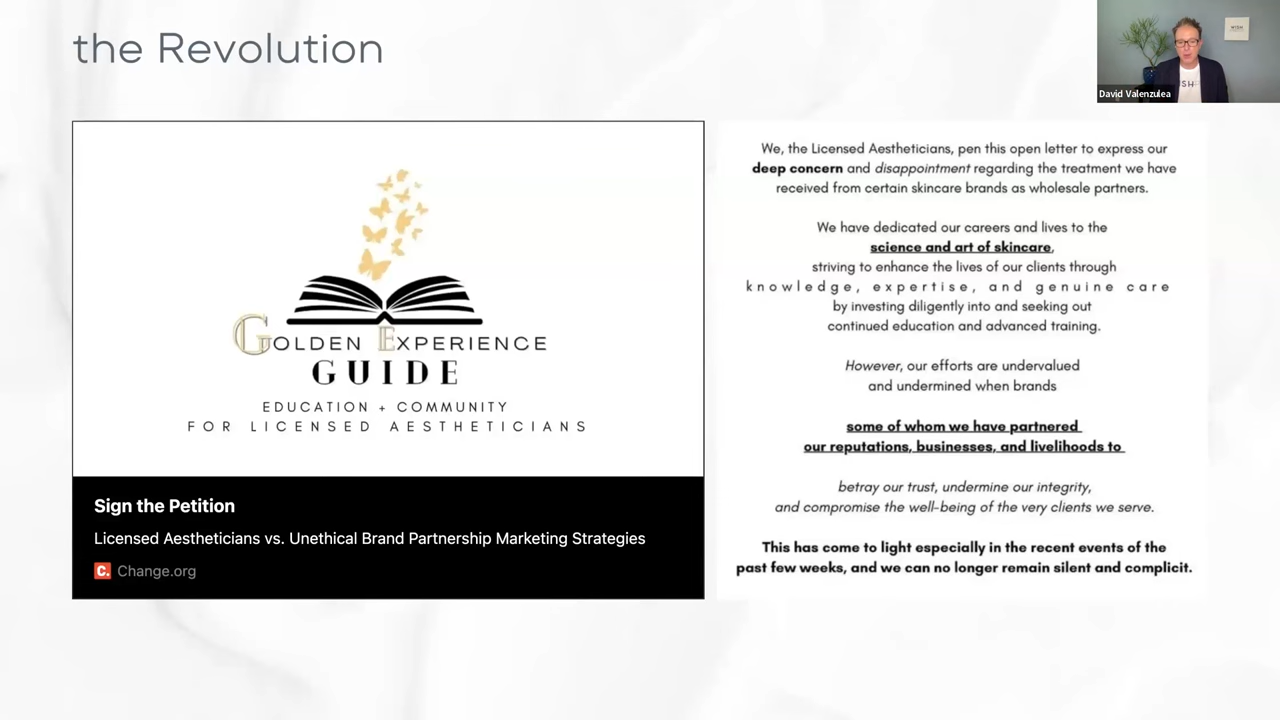 the Revolution
WISH
ISH
David Valenzulea
GOLDEN EXPERIENCE
GUIDE
EDUCATION + COMMUNITY
FOR LICENSED AESTHETICIANS
Sign the Petition
Licensed Aestheticians vs. Unethical Brand Partnership Marketing Strategies
C.
Change.org
We, the Licensed Aestheticians, pen this open letter to express our
deep concern and disappointment regarding the treatment we have
received from certain skincare brands as wholesale partners.
We have dedicated our careers and lives to the
science and art of skincare,
striving to enhance the lives of our clients through
knowledge, expertise, and genuine care
by investing diligently into and seeking out
continued education and advanced training.
However, our efforts are undervalued
and undermined when brands
some of whom we have partnered
our reputations, businesses, and livelihoods to
betray our trust, undermine our integrity,
and compromise the well-being of the very clients we serve.
This has come to light especially in the recent events of the
past few weeks, and we can no longer remain silent and complicit.